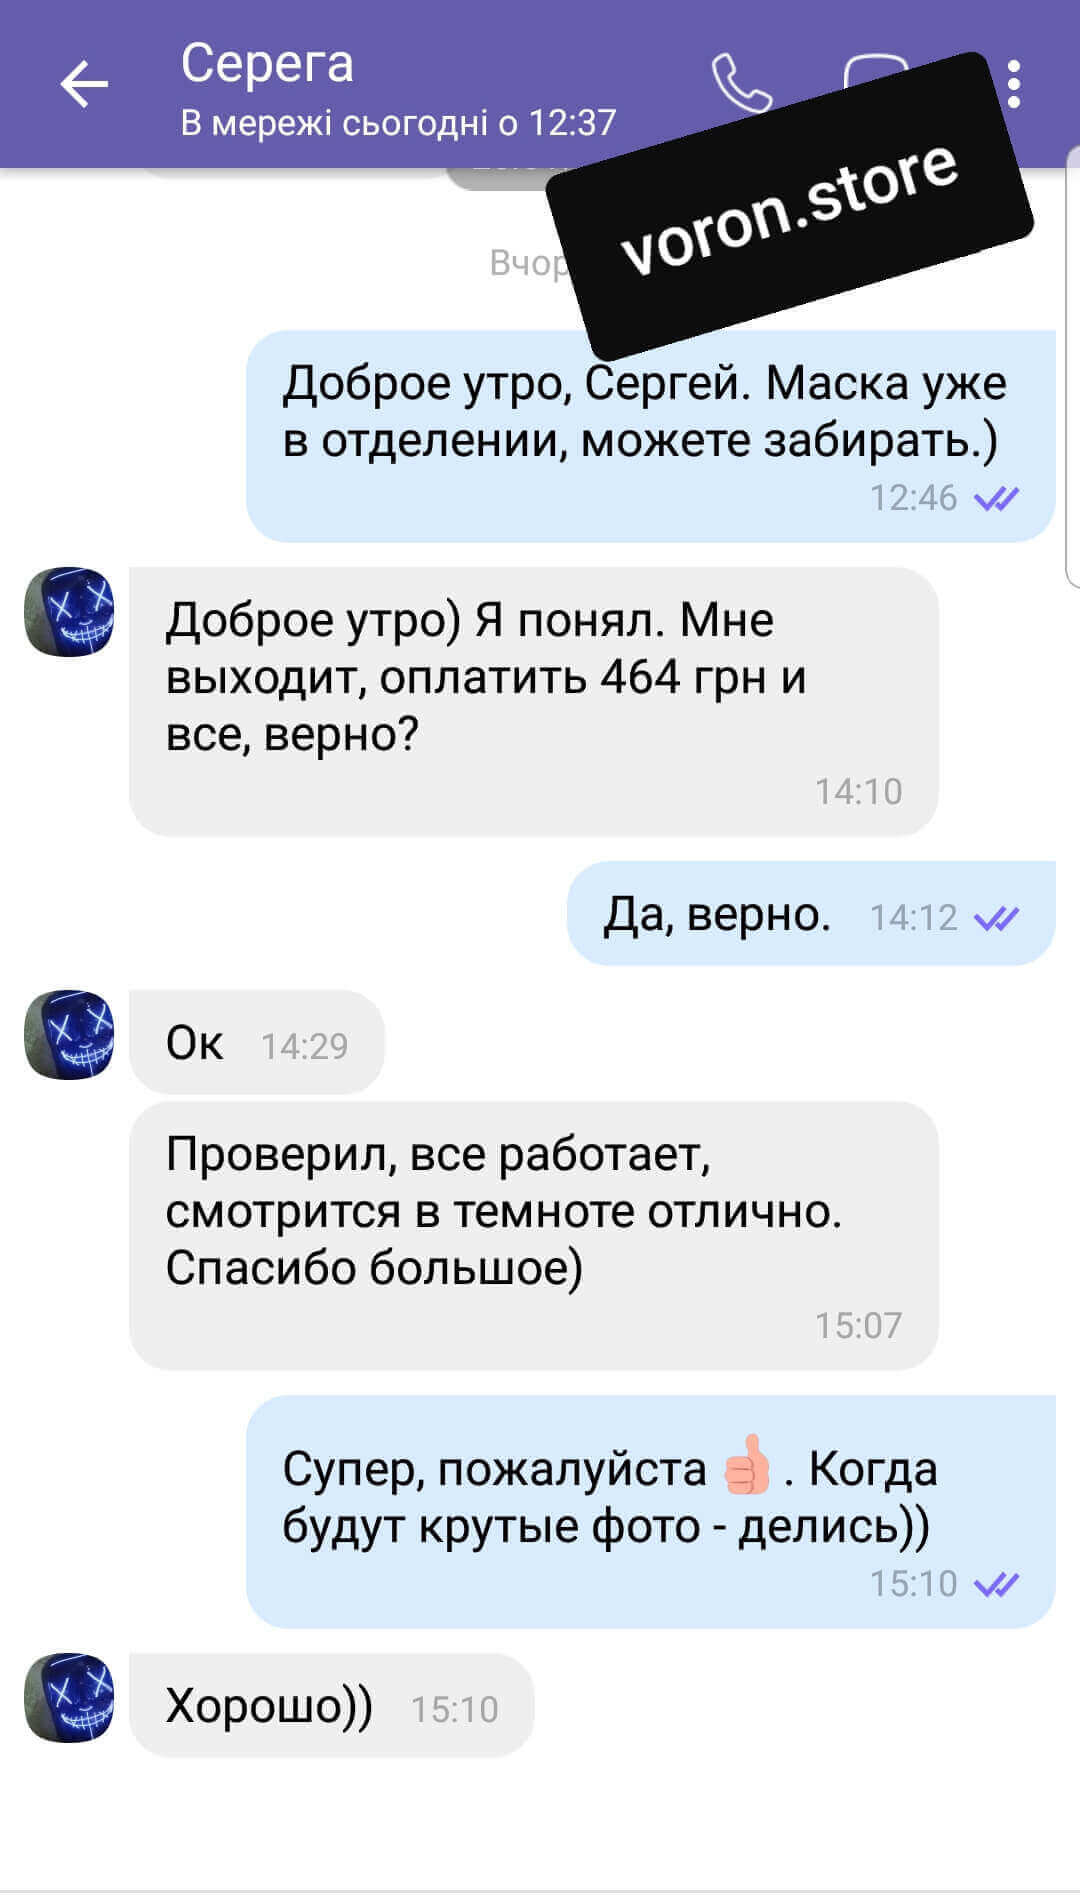 Серега
В мережі сьогодні о 12:37
voron.store
Доброе утро, Сергей. Маска уже
в отделении, можете забирать.)
12:46
Доброе утро) Я понял. Мне
выходит, оплатить 464 грн и
все, верно?
14:10
Да, верно. 14:12
Ок 14:29
Проверил, все работает,
смотрится в темноте отлично.
Спасибо большое)
15:07
Супер, пожалуйста 👍 . Когда
будут крутые фото - делись))
15:10
Хорошо)) 15:10